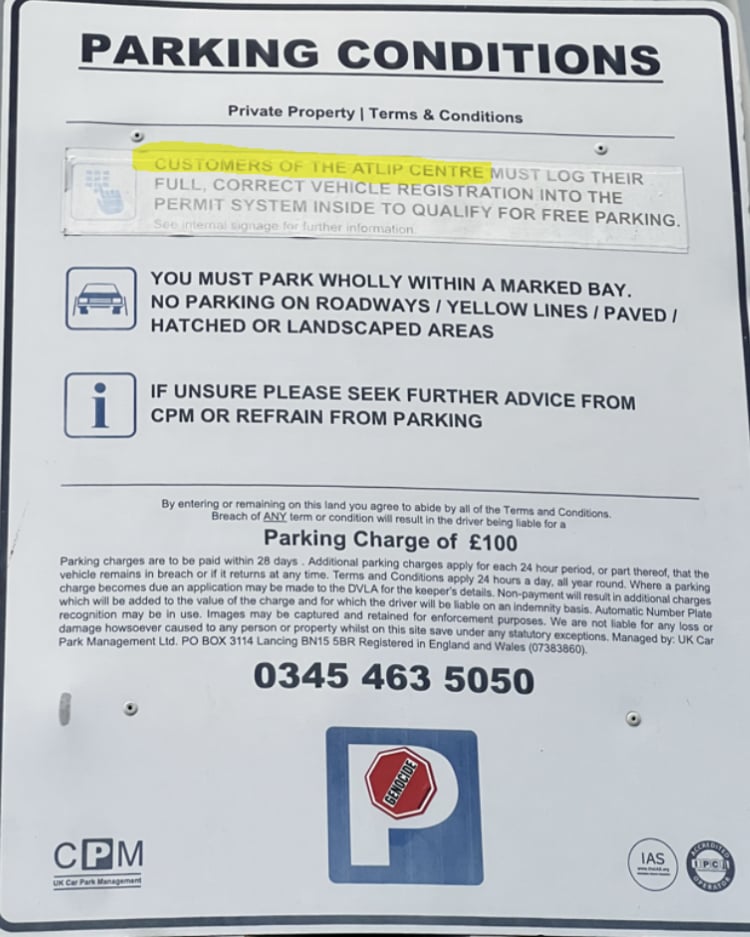 PARKING CONDITIONS
Private Property | Terms & Conditions
CUSTOMERS OF THE ATLIP CENTRE MUST LOG THEIR
FULL, CORRECT VEHICLE REGISTRATION INTO THE
PERMIT SYSTEM INSIDE TO QUALIFY FOR FREE PARKING.
See internal signage for further information.
YOU MUST PARK WHOLLY WITHIN A MARKED BAY.
NO PARKING ON ROADWAYS / YELLOW LINES / PAVED /
HATCHED OR LANDSCAPED AREAS
IF UNSURE PLEASE SEEK FURTHER ADVICE FROM
CPM OR REFRAIN FROM PARKING
By entering or remaining on this land you agree to abide by all of the Terms and Conditions.
Breach of ANY term or condition will result in the driver being liable for a
Parking Charge of £100
Parking charges are to be paid within 28 days . Additional parking charges apply for each 24 hour period, or part thereof, that the
vehicle remains in breach or if it returns at any time. Terms and Conditions apply 24 hours a day, all year round. Where a parking
charge becomes due an application may be made to the DVLA for the keeper's details. Non-payment will result in additional charges
which will be added to the value of the charge and for which the driver will be liable on an indemnity basis. Automatic Number Plate
recognition may be in use. Images may be captured and retained for enforcement purposes. We are not liable for any loss or
damage howsoever caused to any person or property whilst on this site save under any statutory exceptions. Managed by: UK Car
Park Management Ltd. PO BOX 3114 Lancing BN15 5BR Registered in England and Wales (07383860).
0345 463 5050
P
GENOCIDE
CPM
UK Car Park Management
IAS
www.theIAS.org
ACCREDITED
IPC
OPERATOR